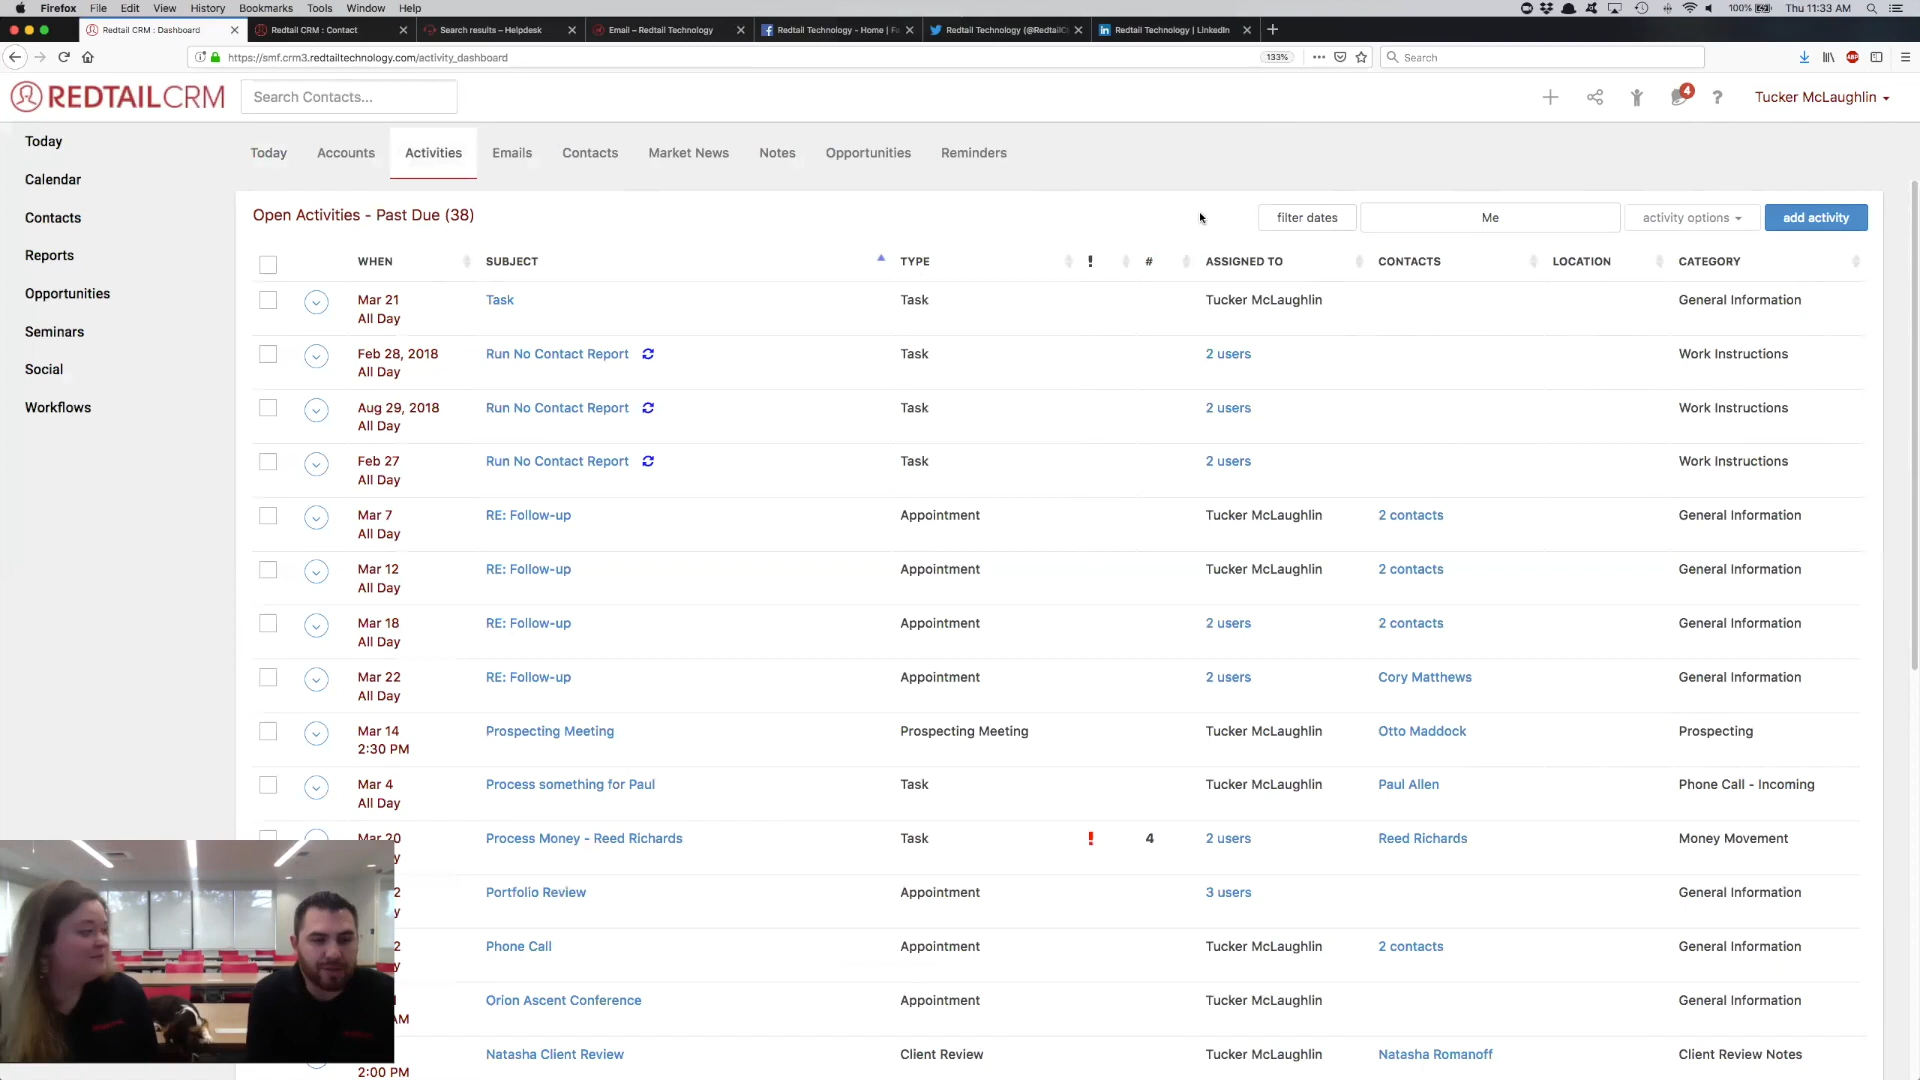 Firefox File Edit View History Bookmarks Tools Window Help 100% Thu 11:33 AM
Redtail CRM : Dashboard Redtail CRM : Contact Search results – Helpdesk Email – Redtail Technology Redtail Technology - Home | Fa Redtail Technology (@RedtailC Redtail Technology | LinkedIn
https://smf.crm3.redtailtechnology.com/activity_dashboard 133% Search
REDTAILCRM Search Contacts... 4 ? Tucker McLaughlin
Today
Calendar
Contacts
Reports
Opportunities
Seminars
Social
Workflows
Today Accounts Activities Emails Contacts Market News Notes Opportunities Reminders
Open Activities - Past Due (38) filter dates Me activity options add activity
WHEN SUBJECT TYPE ! # ASSIGNED TO CONTACTS LOCATION CATEGORY
Mar 21 Task Task Tucker McLaughlin General Information
All Day
Feb 28, 2018 Run No Contact Report Task 2 users Work Instructions
All Day
Aug 29, 2018 Run No Contact Report Task 2 users Work Instructions
All Day
Feb 27 Run No Contact Report Task 2 users Work Instructions
All Day
Mar 7 RE: Follow-up Appointment Tucker McLaughlin 2 contacts General Information
All Day
Mar 12 RE: Follow-up Appointment Tucker McLaughlin 2 contacts General Information
All Day
Mar 18 RE: Follow-up Appointment 2 users 2 contacts General Information
All Day
Mar 22 RE: Follow-up Appointment 2 users Cory Matthews General Information
All Day
Mar 14 Prospecting Meeting Prospecting Meeting Tucker McLaughlin Otto Maddock Prospecting
2:30 PM
Mar 4 Process something for Paul Task Tucker McLaughlin Paul Allen Phone Call - Incoming
All Day
Mar 20 Process Money - Reed Richards Task ! 4 2 users Reed Richards Money Movement
y
2 Portfolio Review Appointment 3 users General Information
y
2 Phone Call Appointment Tucker McLaughlin 2 contacts General Information
y
Orion Ascent Conference Appointment Tucker McLaughlin General Information
AM
Natasha Client Review Client Review Tucker McLaughlin Natasha Romanoff Client Review Notes
2:00 PM